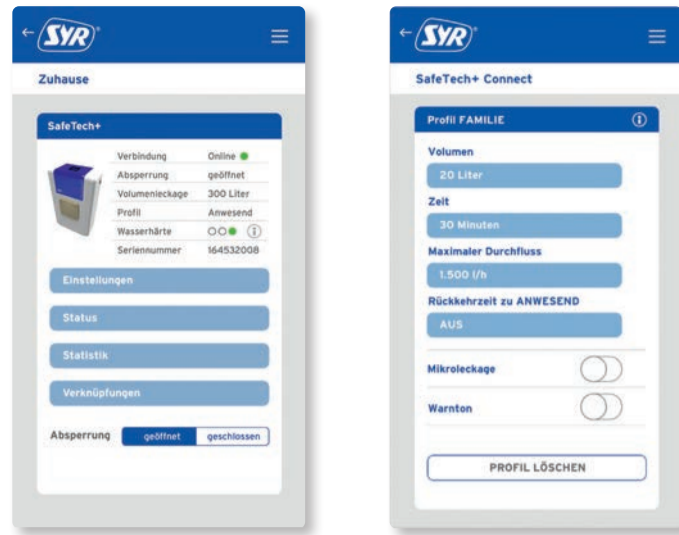 SYR
Zuhause
SafeTech+
Verbindung Online
Absperrung geöffnet
Volumenleckage 300 Liter
Profil Anwesend
Wasserhärte
Seriennummer 164532008
Einstellungen
Status
Statistik
Verknüpfungen
Absperrung geöffnet geschlossen
SYR
SafeTech+ Connect
Profil FAMILIE
Volumen
20 Liter
Zeit
30 Minuten
Maximaler Durchfluss
1.500 l/h
Rückkehrzeit zu ANWESEND
AUS
Mikroleckage
Warnton
PROFIL LÖSCHEN